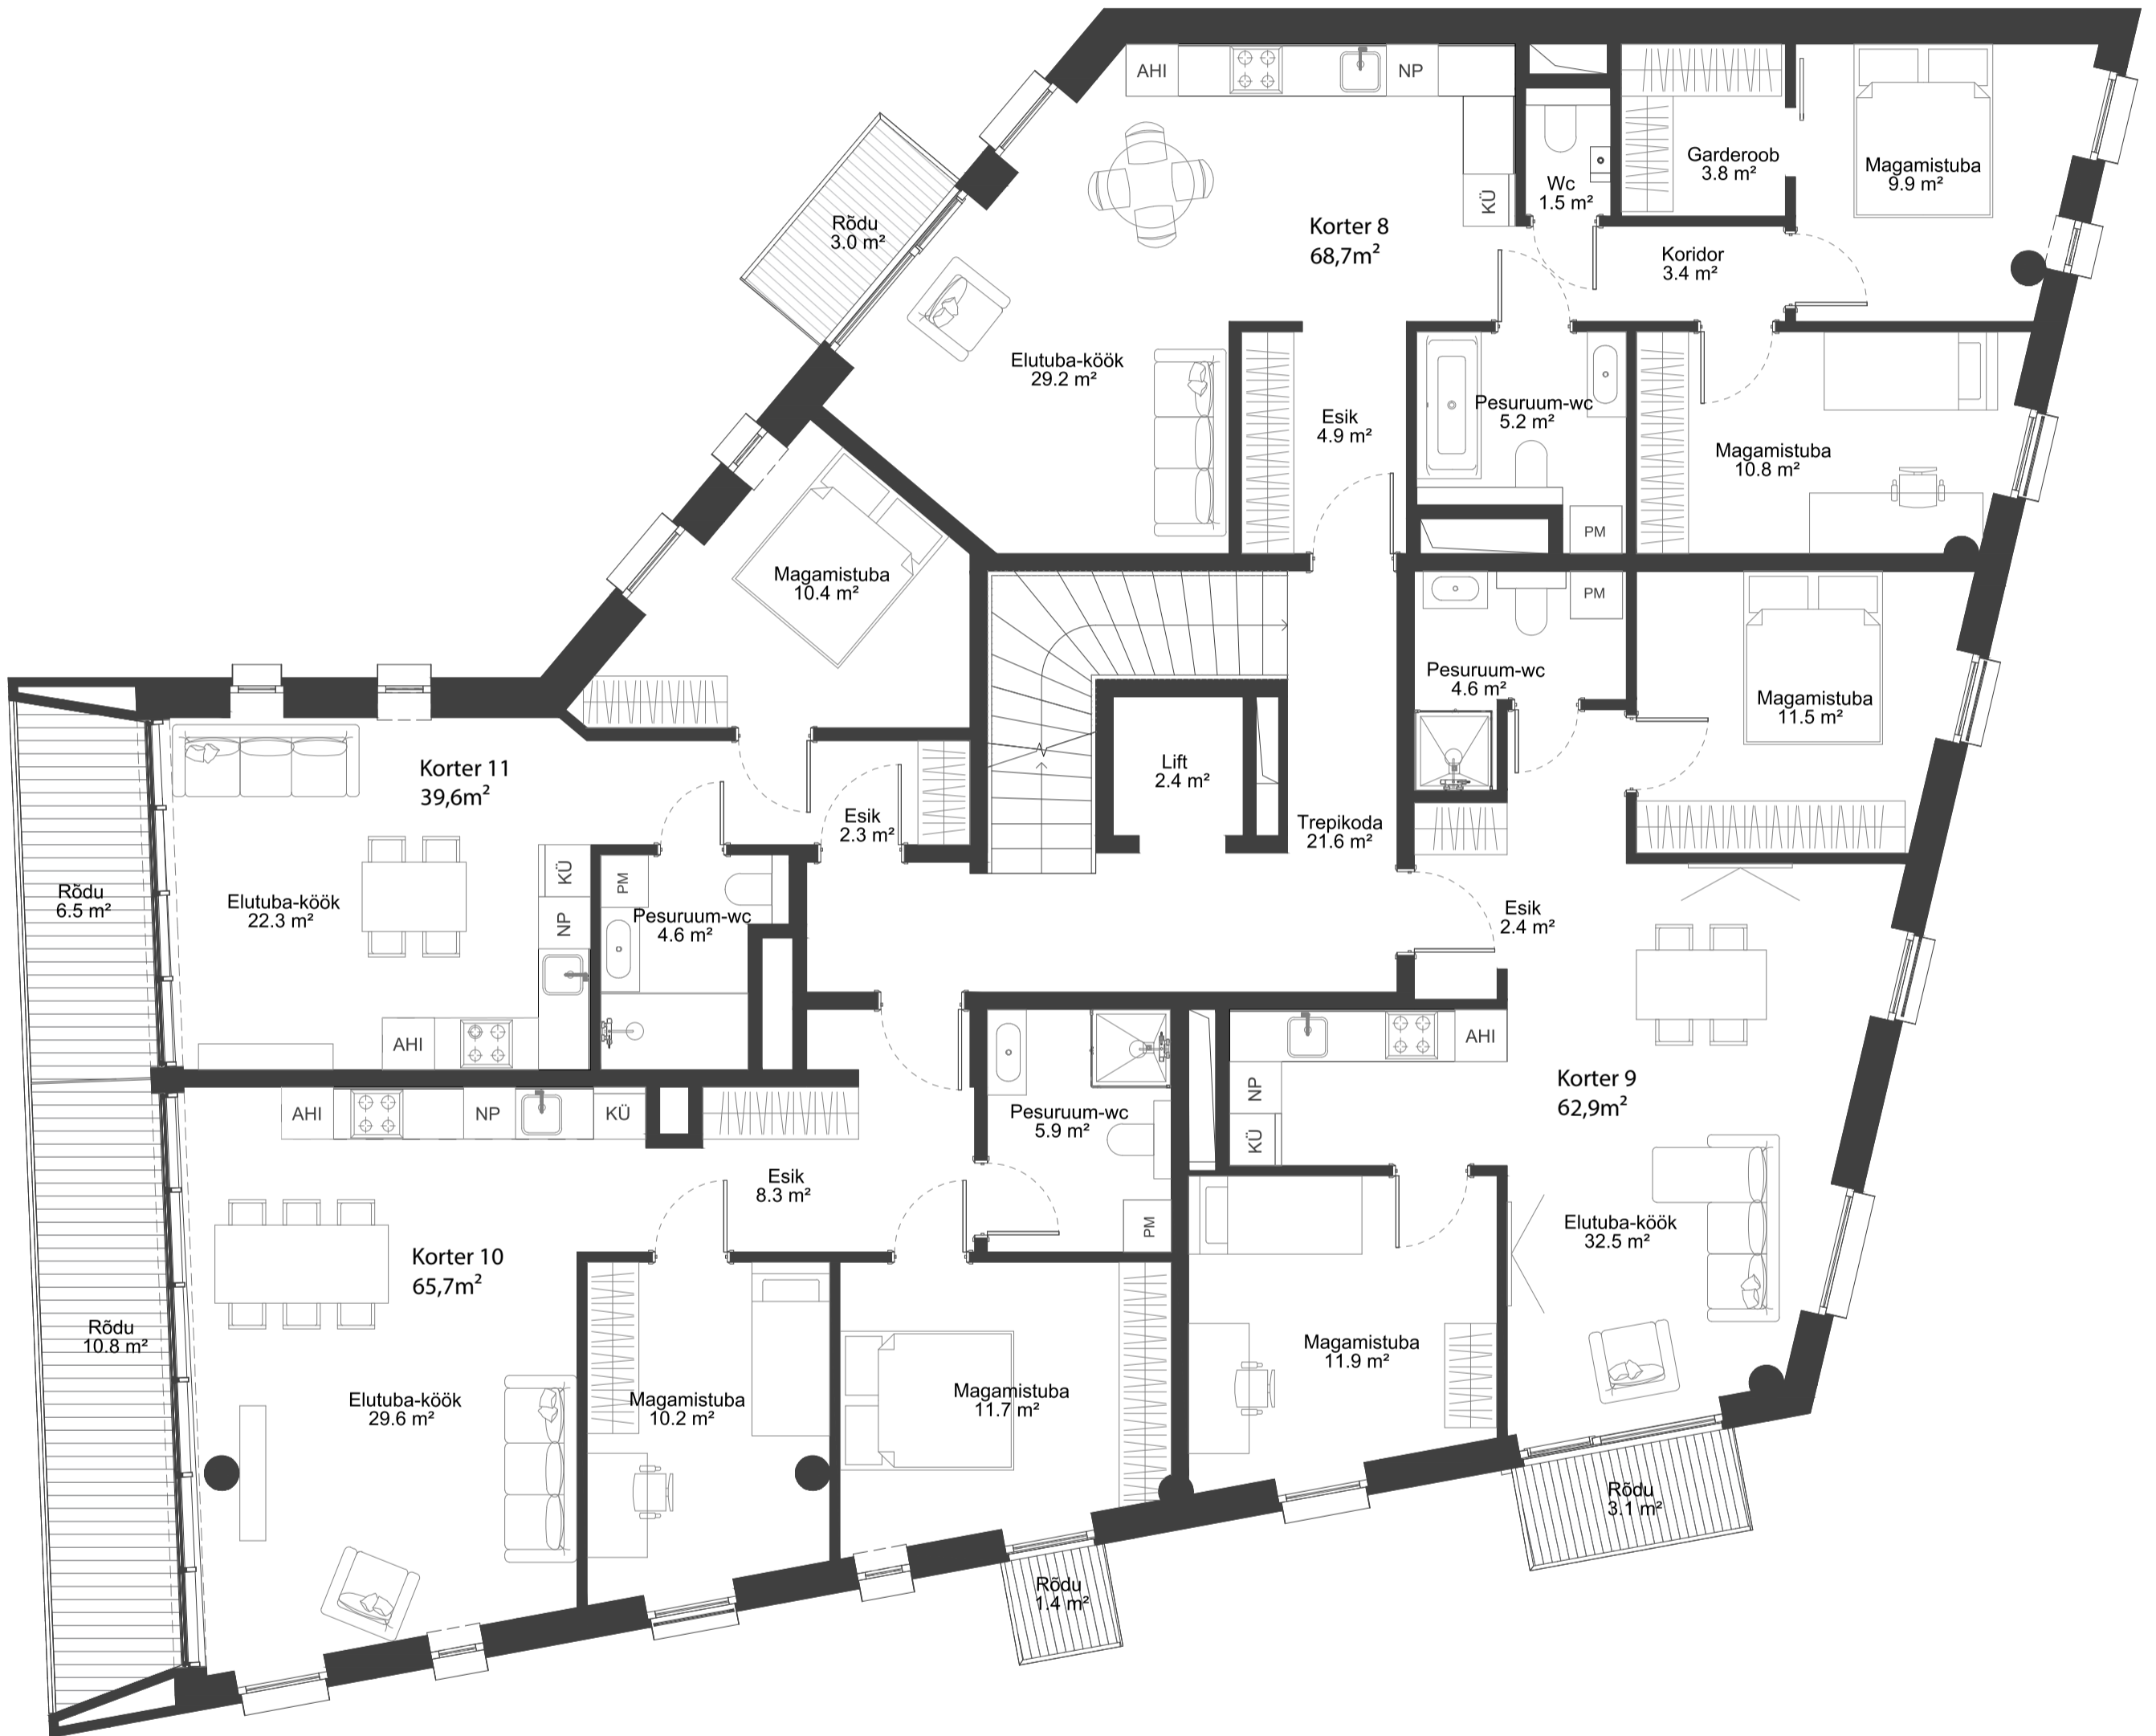 AHI
NP
KÜ
Wc
1.5 m²
Garderoob
3.8 m²
Magamistuba
9.9 m²
Rõdu
3.0 m²
Korter 8
68,7m²
Koridor
3.4 m²
Elutuba-köök
29.2 m²
Esik
4.9 m²
Pesuruum-wc
5.2 m²
PM
Magamistuba
10.8 m²
Magamistuba
10.4 m²
PM
Pesuruum-wc
4.6 m²
Magamistuba
11.5 m²
Korter 11
39,6m²
Lift
2.4 m²
Esik
2.3 m²
Trepikoda
21.6 m²
Rõdu
6.5 m²
Elutuba-köök
22.3 m²
KÜ
NP
AHI
PM
Pesuruum-wc
4.6 m²
Esik
2.4 m²
AHI
NP
KÜ
Korter 9
62,9m²
AHI
NP
KÜ
Pesuruum-wc
5.9 m²
PM
Esik
8.3 m²
Korter 10
65,7m²
Elutuba-köök
32.5 m²
Rõdu
10.8 m²
Elutuba-köök
29.6 m²
Magamistuba
10.2 m²
Magamistuba
11.7 m²
Magamistuba
11.9 m²
Rõdu
3.1 m²
Rõdu
1.4 m²